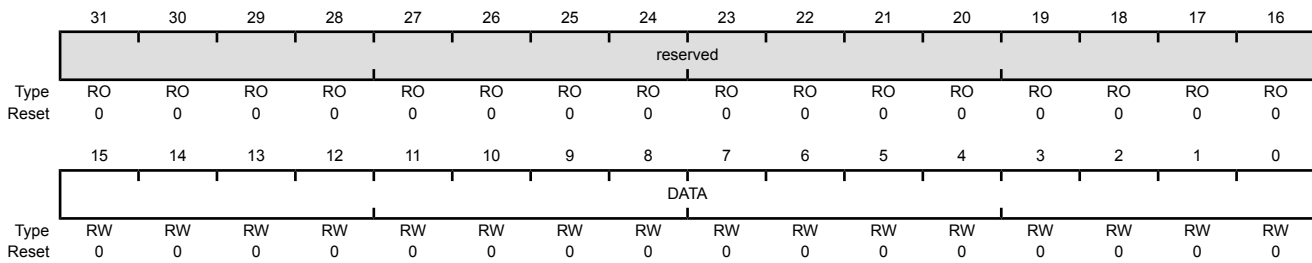 31 30 29 28 27 26 25 24 23 22 21 20 19 18 17 16
reserved
Type RO RO RO RO RO RO RO RO RO RO RO RO RO RO RO RO
Reset 0 0 0 0 0 0 0 0 0 0 0 0 0 0 0 0
15 14 13 12 11 10 9 8 7 6 5 4 3 2 1 0
DATA
Type RW RW RW RW RW RW RW RW RW RW RW RW RW RW RW RW
Reset 0 0 0 0 0 0 0 0 0 0 0 0 0 0 0 0